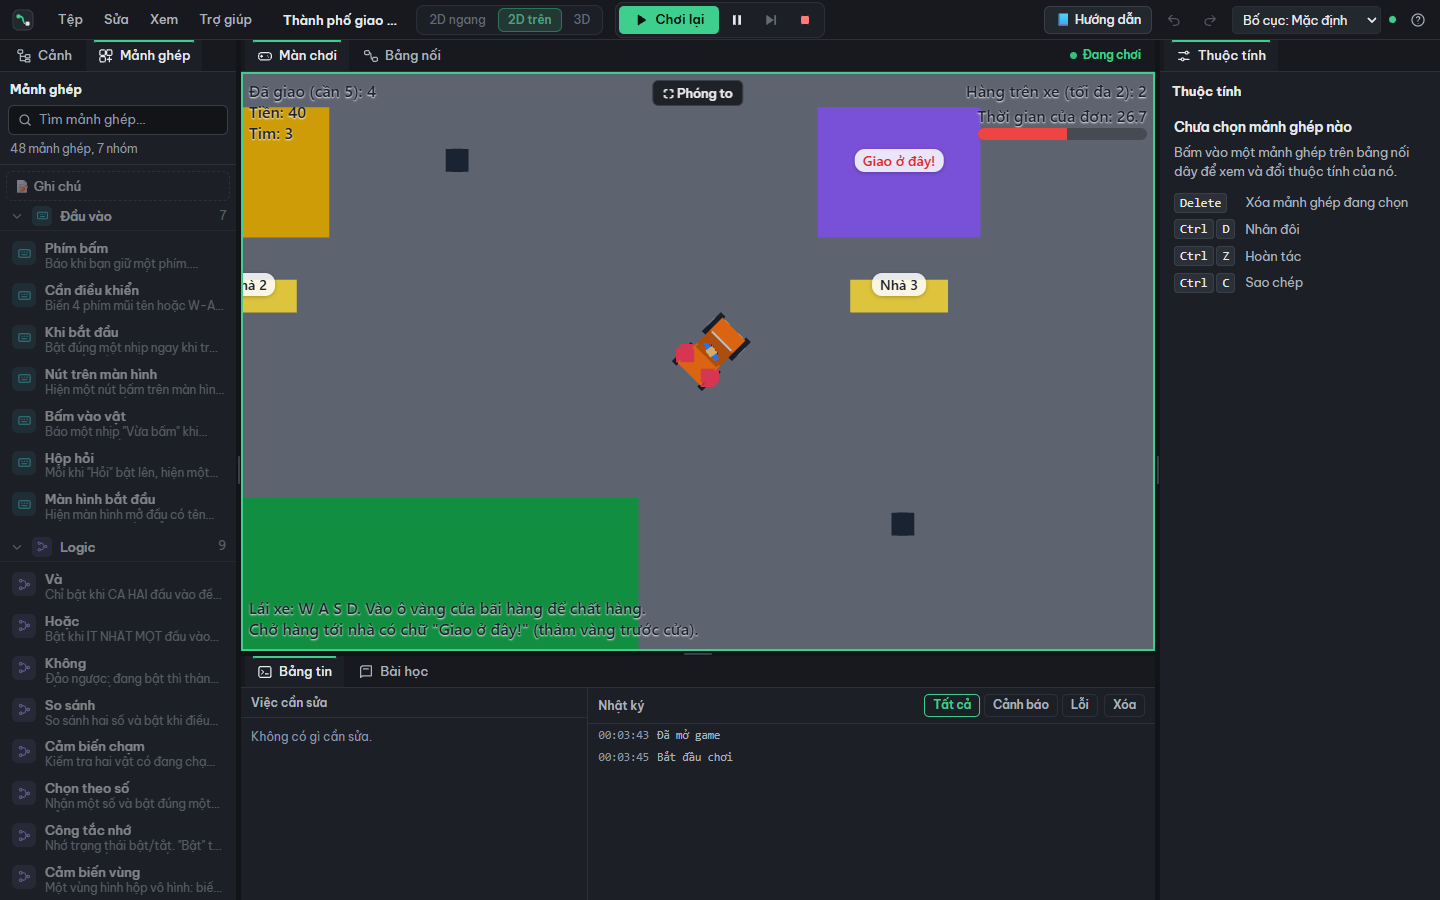 Tệp Sửa Xem Trợ giúp Thành phố giao ... 2D ngang 2D trên 3D Chơi lại Hướng dẫn Bố cục: Mặc định
Cảnh Mảnh ghép
Mảnh ghép
Tìm mảnh ghép...
48 mảnh ghép, 7 nhóm
Ghi chú
Đầu vào 7
Phím bấm
Báo khi bạn giữ một phím....
Cần điều khiển
Biến 4 phím mũi tên hoặc W-A...
Khi bắt đầu
Bật đúng một nhịp ngay khi tr...
Nút trên màn hình
Hiện một nút bấm trên màn hìn...
Bấm vào vật
Báo một nhịp "Vừa bấm" khi...
Hộp hỏi
Mỗi khi "Hỏi" bật lên, hiện một...
Màn hình bắt đầu
Hiện màn hình mở đầu có tên...
Logic 9
Và
Chỉ bật khi CẢ HAI đầu vào đề...
Hoặc
Bật khi ÍT NHẤT MỘT đầu vào...
Không
Đảo ngược: đang bật thì thàn...
So sánh
So sánh hai số và bật khi điều...
Cảm biến chạm
Kiểm tra hai vật có đang chạ...
Chọn theo số
Nhận một số và bật đúng một...
Công tắc nhớ
Nhớ trạng thái bật/tắt. "Bật" t...
Cảm biến vùng
Một vùng hình hộp vô hình: biế...
Màn chơi Bảng nối Đang chơi
Đã giao (cần 5): 4
Tiền: 40
Tim: 3
Phóng to
Hàng trên xe (tối đa 2): 2
Thời gian của đơn: 26.7
Giao ở đây!
hà 2
Nhà 3
Lái xe: W A S D. Vào ô vàng của bãi hàng để chất hàng.
Chở hàng tới nhà có chữ "Giao ở đây!" (thảm vàng trước cửa).
Bảng tin Bài học
Việc cần sửa
Không có gì cần sửa.
Nhật ký Tất cả Cảnh báo Lỗi Xóa
00:03:43 Đã mở game
00:03:45 Bắt đầu chơi
Thuộc tính
Thuộc tính
Chưa chọn mảnh ghép nào
Bấm vào một mảnh ghép trên bảng nối
dây để xem và đổi thuộc tính của nó.
Delete Xóa mảnh ghép đang chọn
Ctrl D Nhân đôi
Ctrl Z Hoàn tác
Ctrl C Sao chép